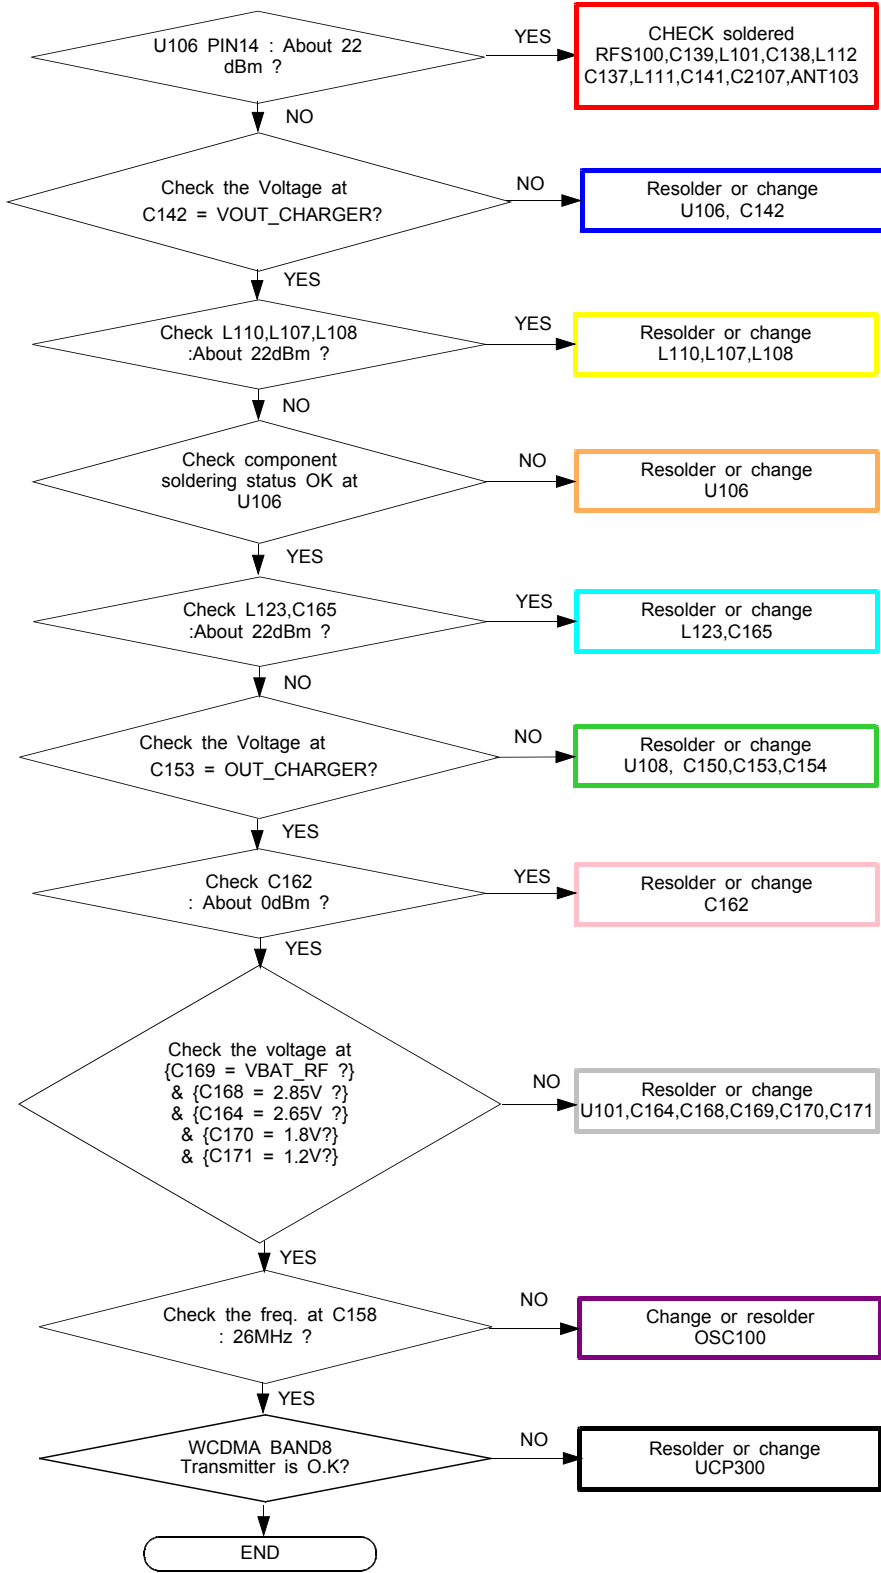 U106 PIN14 : About 22
dBm ?
YES
CHECK soldered
RFS100,C139,L101,C138,L112
C137,L111,C141,C2107,ANT103
NO
Check the Voltage at
C142 = VOUT_CHARGER?
NO
Resolder or change
U106, C142
YES
Check L110,L107,L108
:About 22dBm ?
YES
Resolder or change
L110,L107,L108
NO
Check component
soldering status OK at
U106
NO
Resolder or change
U106
YES
Check L123,C165
:About 22dBm ?
YES
Resolder or change
L123,C165
NO
Check the Voltage at
C153 = OUT_CHARGER?
NO
Resolder or change
U108, C150,C153,C154
YES
Check C162
: About 0dBm ?
YES
Resolder or change
C162
YES
Check the voltage at
{C169 = VBAT_RF ?}
& {C168 = 2.85V ?}
& {C164 = 2.65V ?}
& {C170 = 1.8V?}
& {C171 = 1.2V?}
NO
Resolder or change
U101,C164,C168,C169,C170,C171
YES
Check the freq. at C158
: 26MHz ?
NO
Change or resolder
OSC100
YES
WCDMA BAND8
Transmitter is O.K?
NO
Resolder or change
UCP300
END